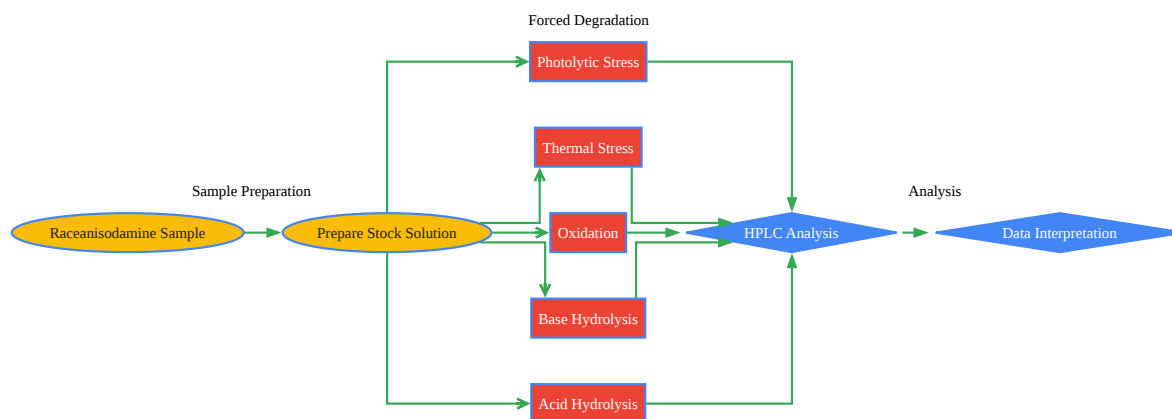 Forced Degradation
Photolytic Stress
Thermal Stress
Sample Preparation
Analysis
Raceanisodamine Sample
Prepare Stock Solution
Oxidation
HPLC Analysis
Data Interpretation
Base Hydrolysis
Acid Hydrolysis